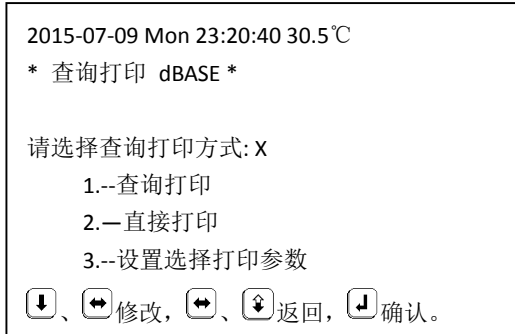 2015-07-09 Mon 23:20:40 30.5℃
* 查询打印 dBASE *
请选择查询打印方式: X
1.--查询打印
2.—直接打印
3.--设置选择打印参数
⬇、⬌修改，⬌、⇳返回，↲确认。